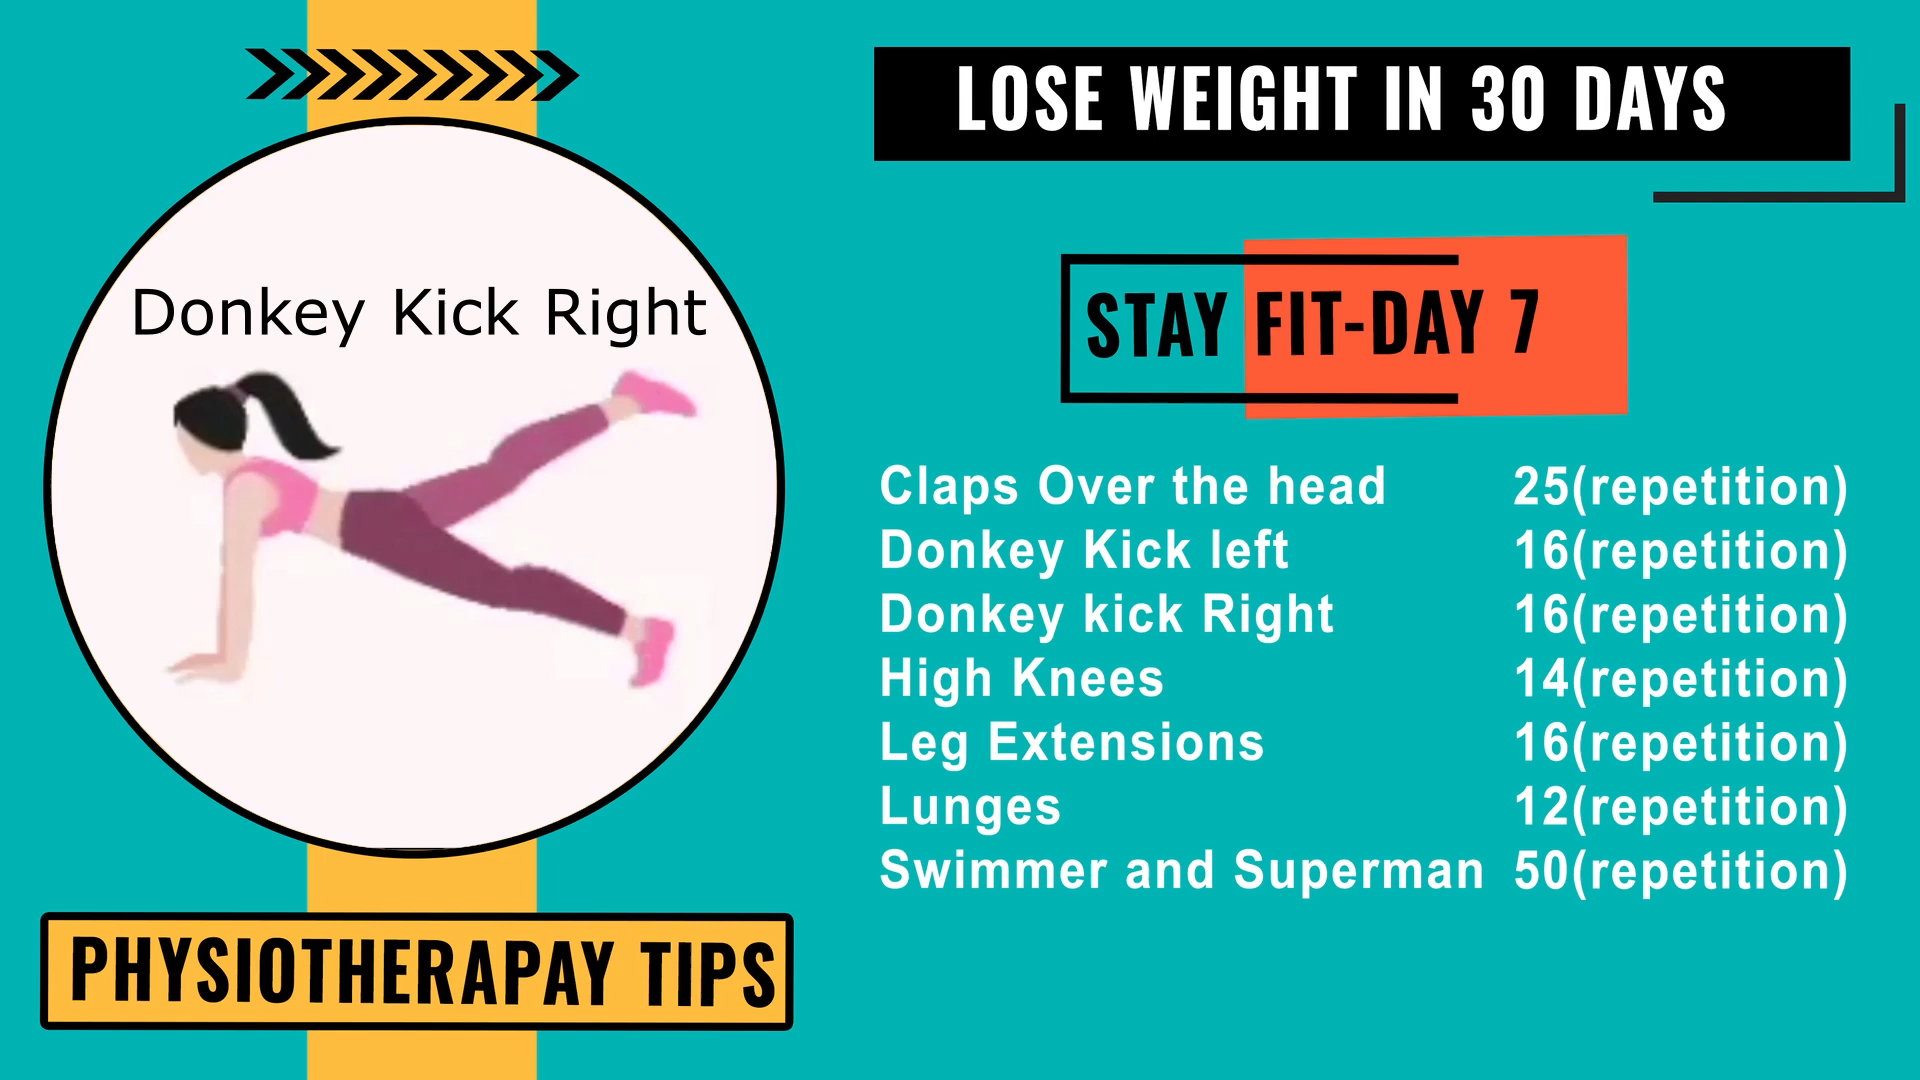 LOSE WEIGHT IN 30 DAYS
STAY FIT-DAY 7
Donkey Kick Right
Claps Over the head 25(repetition)
Donkey Kick left 16(repetition)
Donkey kick Right 16(repetition)
High Knees 14(repetition)
Leg Extensions 16(repetition)
Lunges 12(repetition)
Swimmer and Superman 50(repetition)
PHYSIOTHERAPAY TIPS